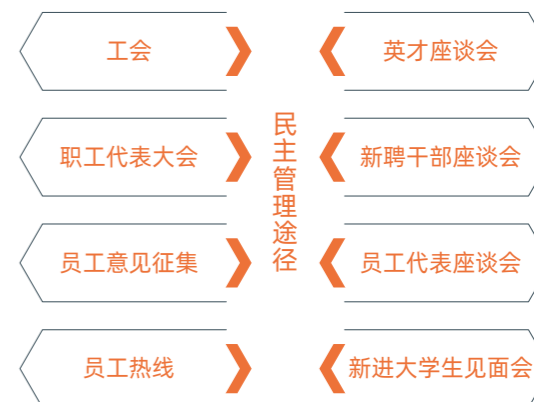 工会
英才座谈会
民主管理途径
职工代表大会
新聘干部座谈会
员工意见征集
员工代表座谈会
员工热线
新进大学生见面会